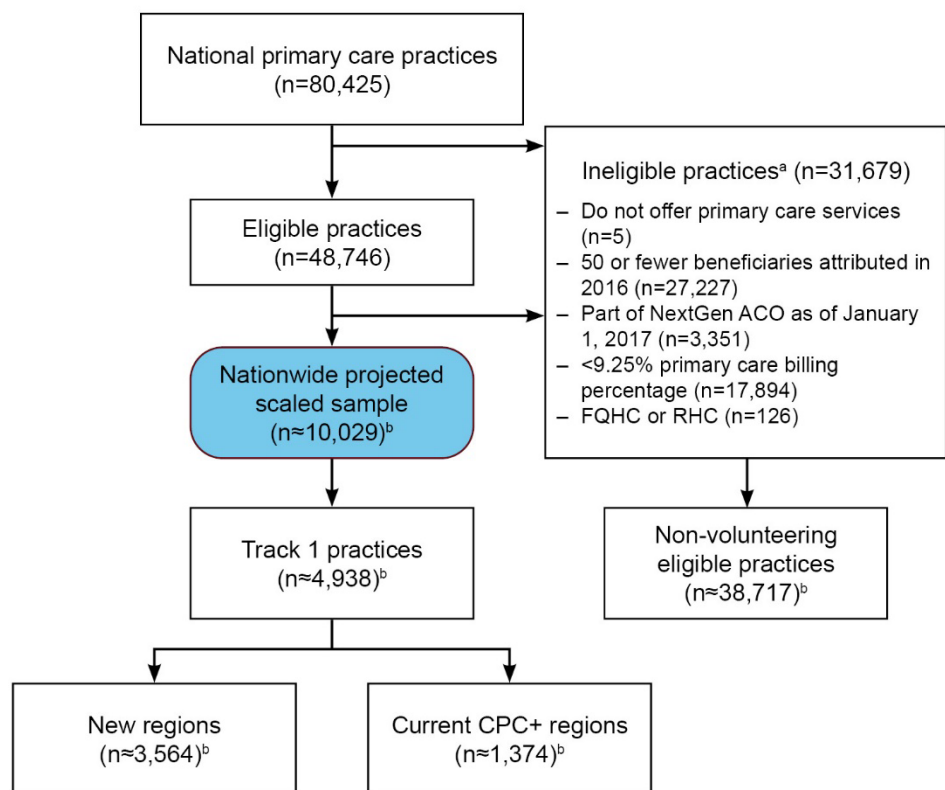 National primary care practices
(n=80,425)
Ineligible practicesᵃ (n=31,679)
– Do not offer primary care services
(n=5)
– 50 or fewer beneficiaries attributed in
2016 (n=27,227)
– Part of NextGen ACO as of January
1, 2017 (n=3,351)
– <9.25% primary care billing
percentage (n=17,894)
– FQHC or RHC (n=126)
Eligible practices
(n=48,746)
Nationwide projected
scaled sample
(n≈10,029)ᵇ
Track 1 practices
(n≈4,938)ᵇ
Non-volunteering
eligible practices
(n≈38,717)ᵇ
New regions
(n≈3,564)ᵇ
Current CPC+ regions
(n≈1,374)ᵇ